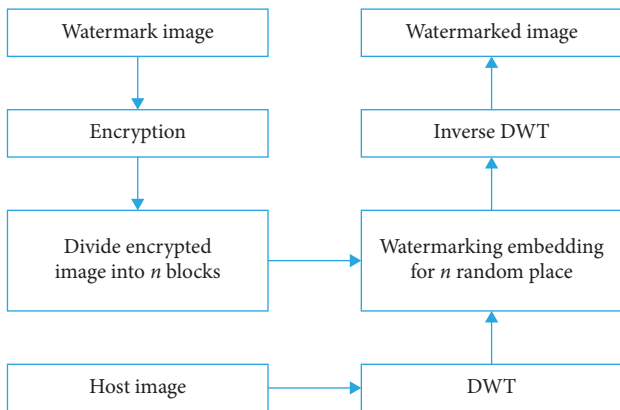 Watermark image
Watermarked image
Encryption
Inverse DWT
Divide encrypted
image into n blocks
Watermarking embedding
for n random place
Host image
DWT